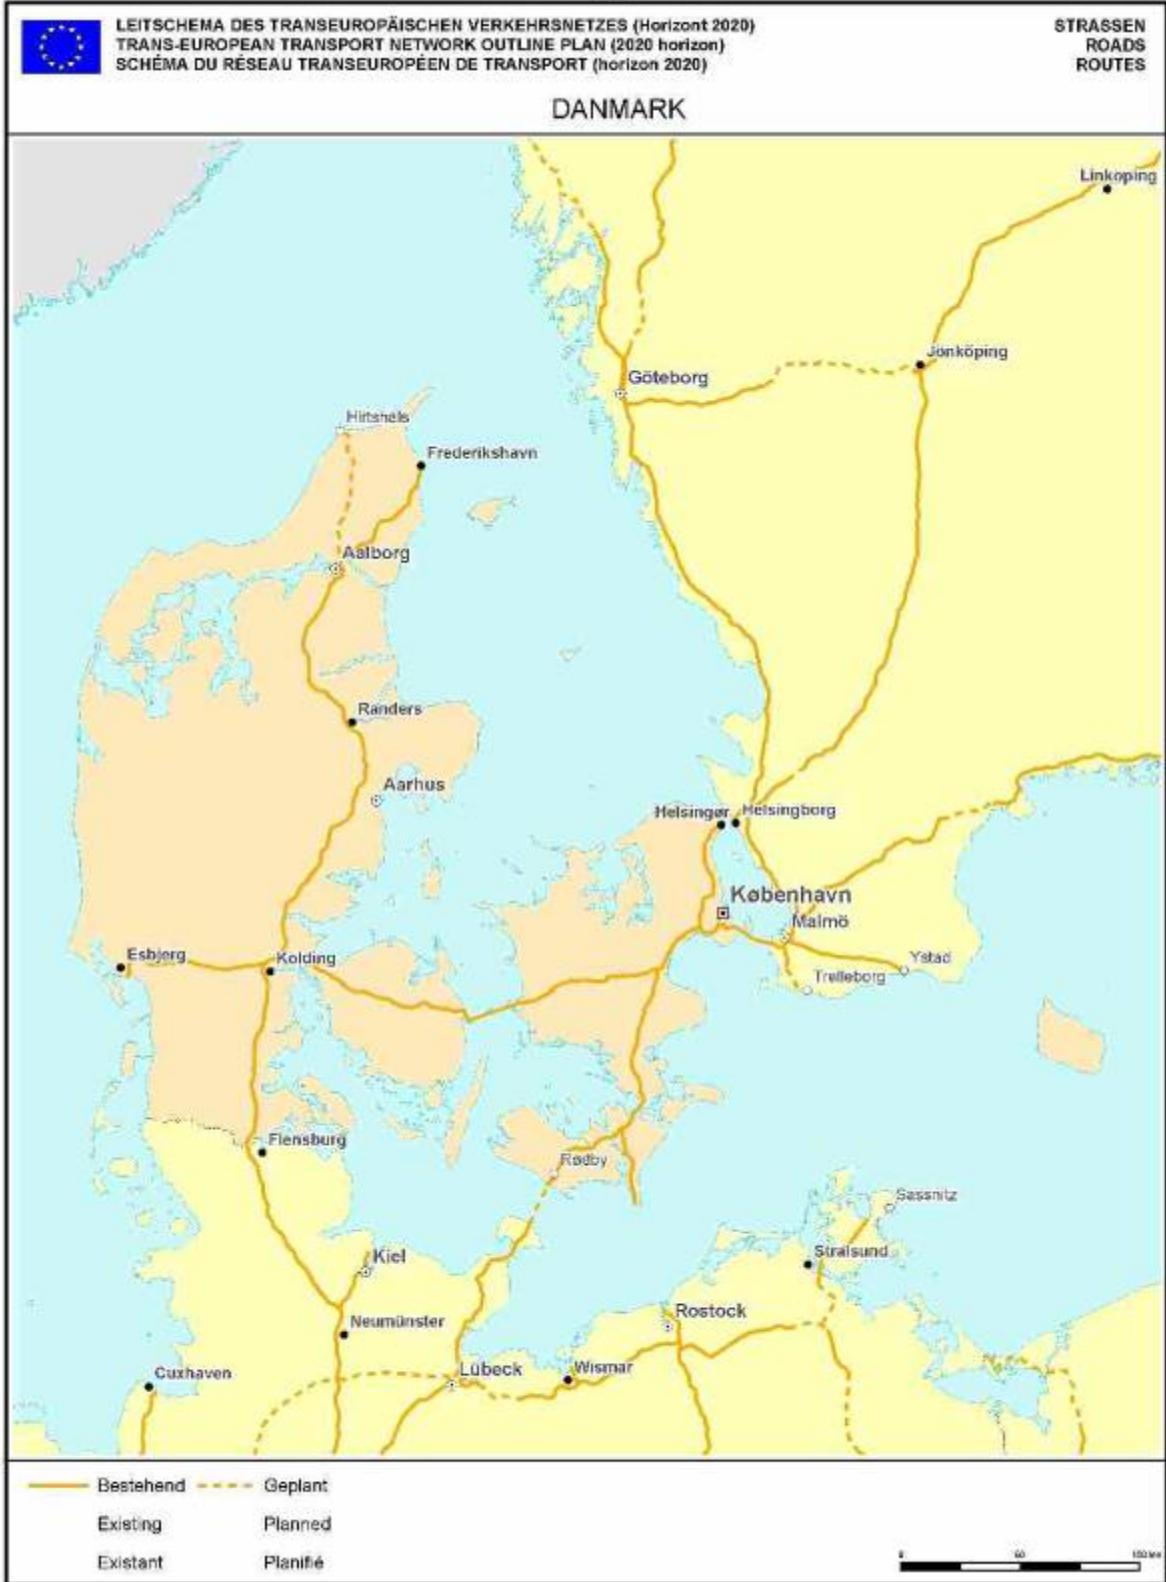 LEITSCHEMA DES TRANSEUROPÄISCHEN VERKEHRSNETZES (Horizont 2020)
TRANS-EUROPEAN TRANSPORT NETWORK OUTLINE PLAN (2020 horizon)
SCHÉMA DU RÉSEAU TRANSEUROPÉEN DE TRANSPORT (horizon 2020)
STRASSEN
ROADS
ROUTES
DANMARK
Linkoping
Jönköping
Göteborg
Hirtshals
Frederikshavn
Aalborg
Randers
Aarhus
Helsingør
Helsingborg
København
Malmö
Esbjerg
Kolding
Ystad
Trelleborg
Flensburg
Rødby
Sassnitz
Stralsund
Kiel
Rostock
Neumünster
Lübeck
Wismar
Cuxhaven
Bestehend
Geplant
Existing
Planned
Existant
Planifié
0 50 100 km